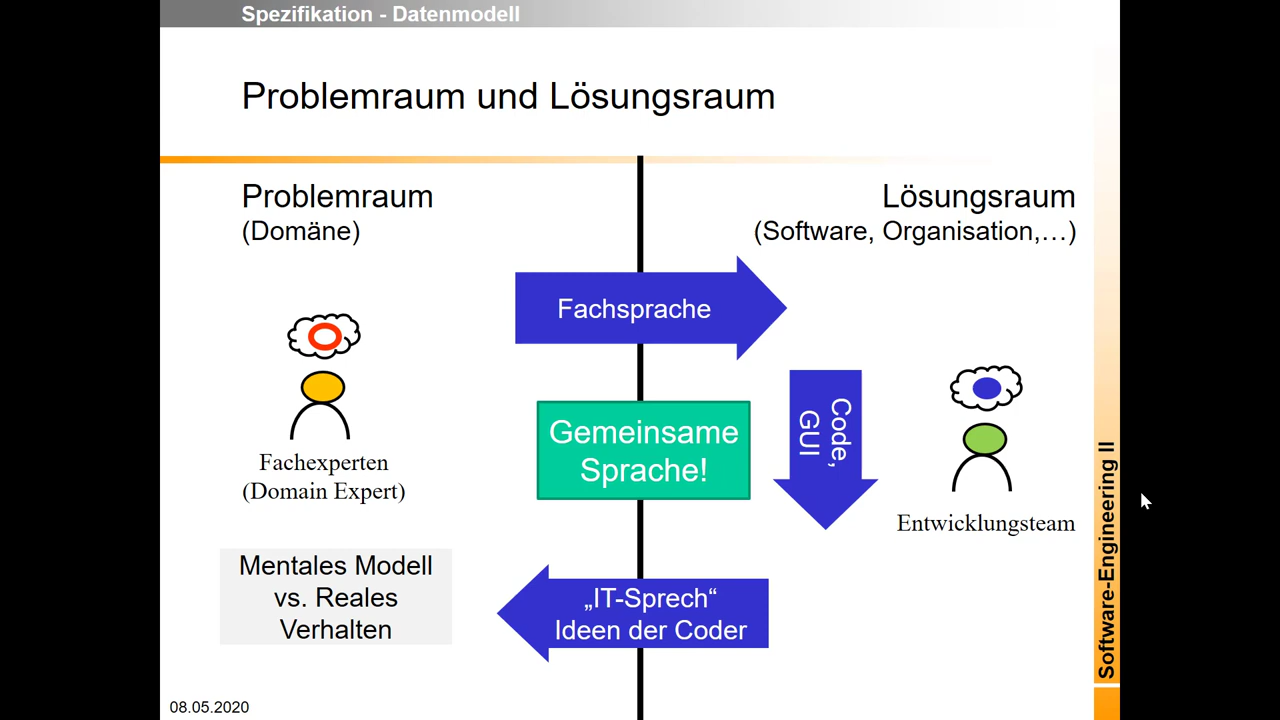 Spezifikation - Datenmodell
Problemraum und Lösungsraum
Problemraum
(Domäne)
Lösungsraum
(Software, Organisation,…)
Fachsprache
Fachexperten
(Domain Expert)
Gemeinsame
Sprache!
Code,
GUI
Entwicklungsteam
Mentales Modell
vs. Reales
Verhalten
„IT-Sprech“
Ideen der Coder
Software-Engineering II
08.05.2020